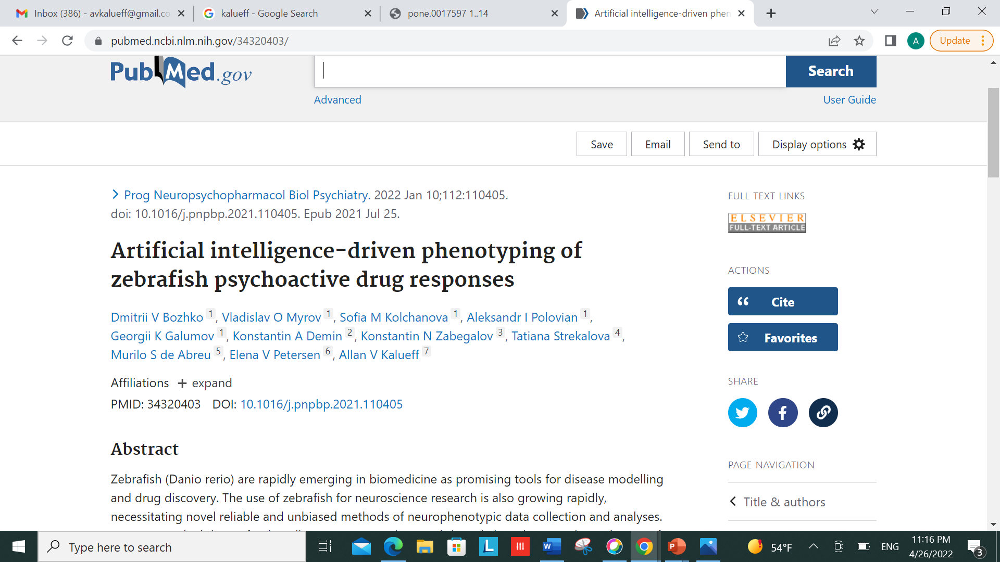 Inbox (386) - avkalueff@gmail.co
kalueff - Google Search
pone.0017597 1..14
Artificial intelligence-driven phen
pubmed.ncbi.nlm.nih.gov/34320403/
A
Update
PubMed.gov
Search
Advanced
User Guide
Save
Email
Send to
Display options
Prog Neuropsychopharmacol Biol Psychiatry. 2022 Jan 10;112:110405.
doi: 10.1016/j.pnpbp.2021.110405. Epub 2021 Jul 25.
Artificial intelligence-driven phenotyping of
zebrafish psychoactive drug responses
Dmitrii V Bozhko 1, Vladislav O Myrov 1, Sofia M Kolchanova 1, Aleksandr I Polovian 1,
Georgii K Galumov 1, Konstantin A Demin 2, Konstantin N Zabegalov 3, Tatiana Strekalova 4,
Murilo S de Abreu 5, Elena V Petersen 6, Allan V Kalueff 7
Affiliations + expand
PMID: 34320403 DOI: 10.1016/j.pnpbp.2021.110405
Abstract
Zebrafish (Danio rerio) are rapidly emerging in biomedicine as promising tools for disease modelling
and drug discovery. The use of zebrafish for neuroscience research is also growing rapidly,
necessitating novel reliable and unbiased methods of neurophenotypic data collection and analyses.
FULL TEXT LINKS
ELSEVIER
FULL-TEXT ARTICLE
ACTIONS
Cite
Favorites
SHARE
PAGE NAVIGATION
Title & authors
Type here to search
54°F
ENG
11:16 PM
4/26/2022
3